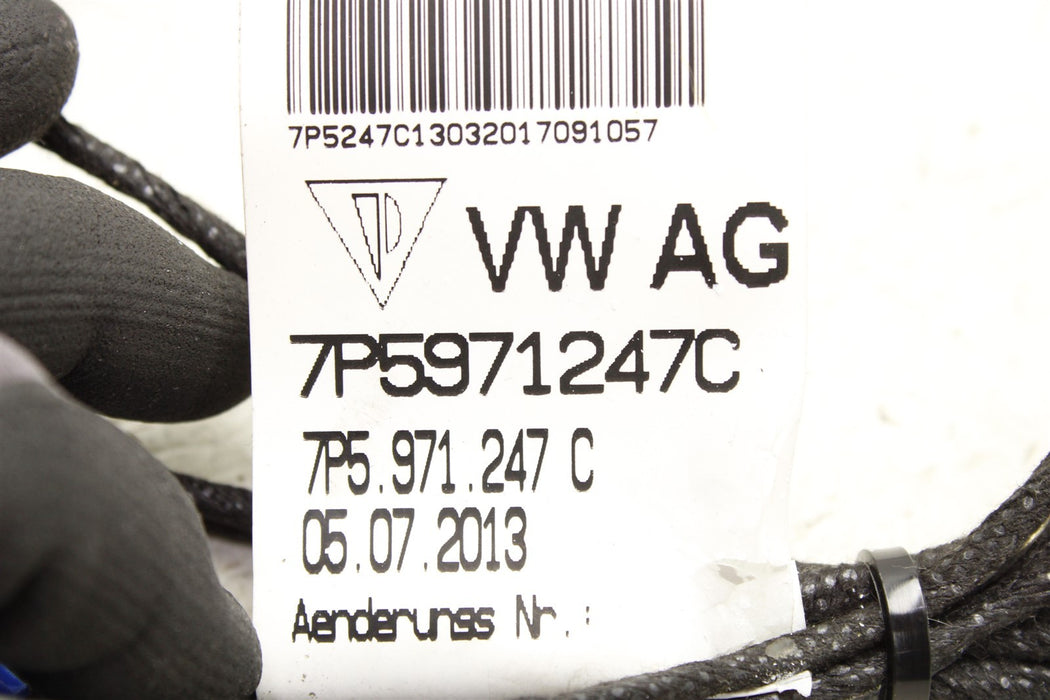 7P5247C13032017091057
VW AG
7P5971247C
7P5.971.247 C
05.07.2013
Aenderungs Nr.: